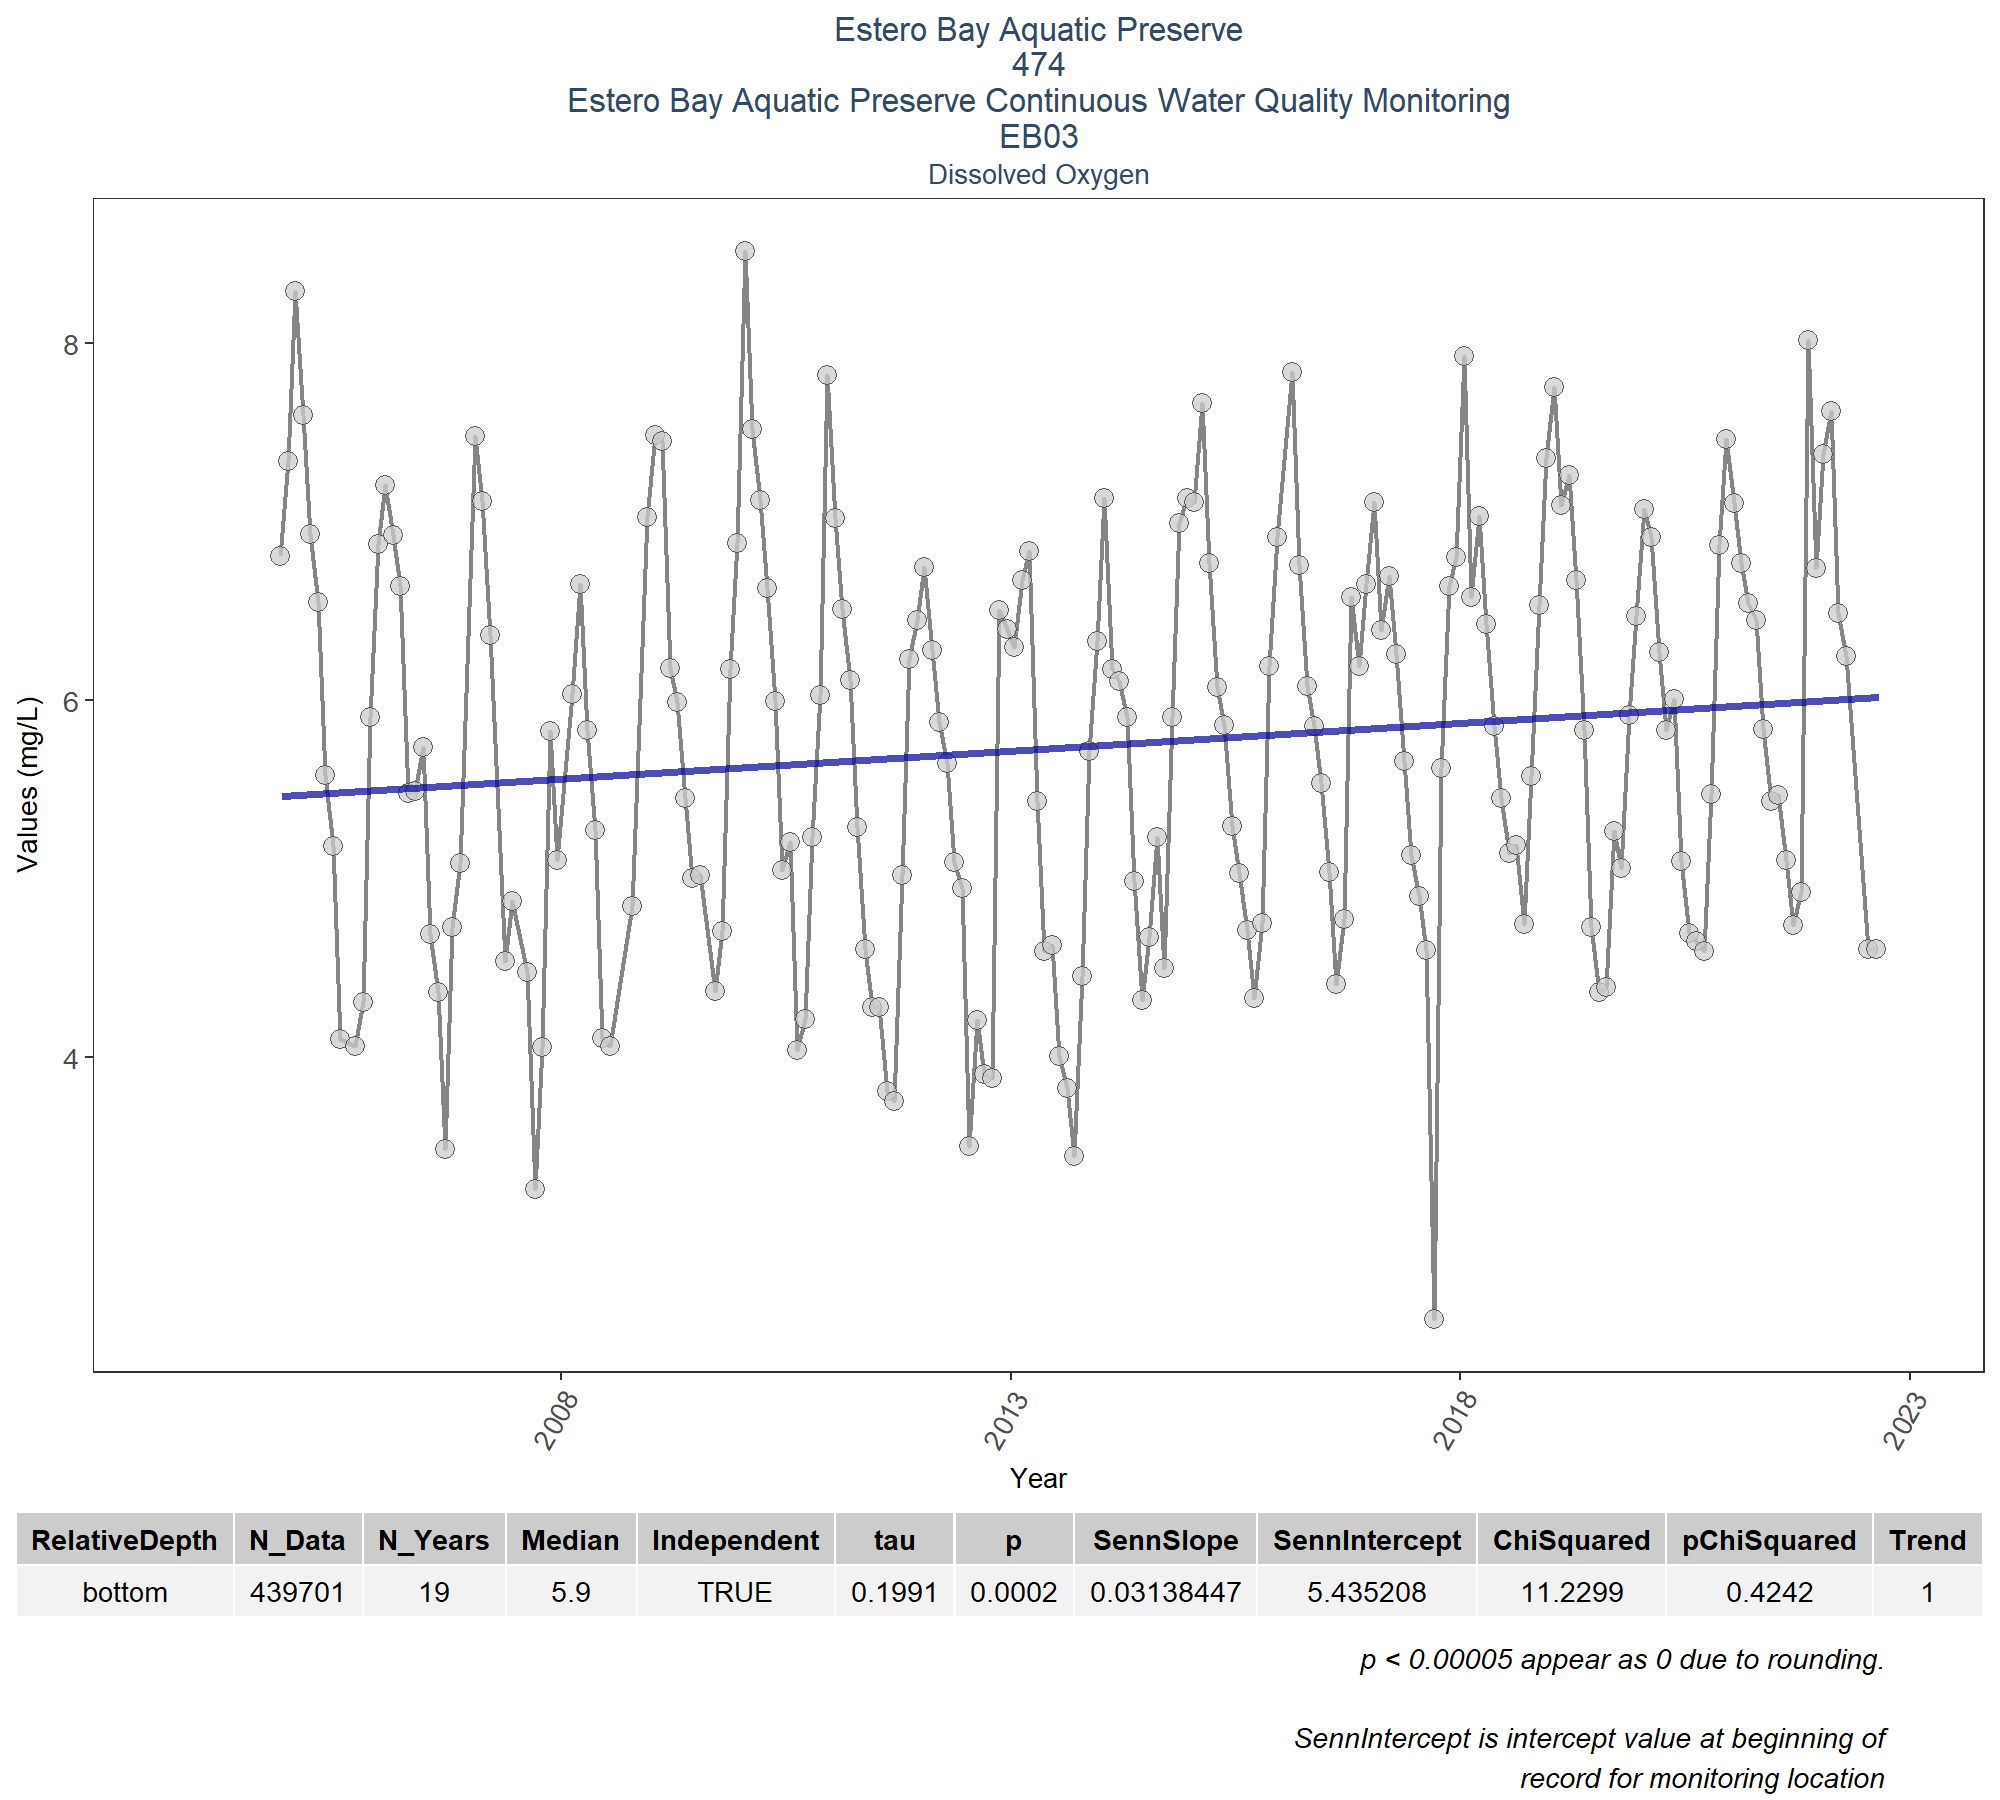 Estero Bay Aquatic Preserve
474
Estero Bay Aquatic Preserve Continuous Water Quality Monitoring
EB03
Dissolved Oxygen
Values (mg/L)
8
6
4
2008
2013
2018
2023
Year
RelativeDepth N_Data N_Years Median Independent tau p SennSlope SennIntercept ChiSquared pChiSquared Trend
bottom 439701 19 5.9 TRUE 0.1991 0.0002 0.03138447 5.435208 11.2299 0.4242 1
p < 0.00005 appear as 0 due to rounding.
SennIntercept is intercept value at beginning of
record for monitoring location